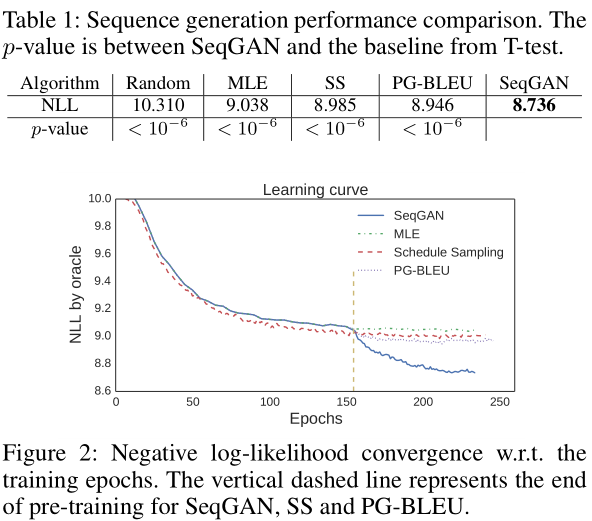 Table 1: Sequence generation performance comparison. The
p-value is between SeqGAN and the baseline from T-test.
Algorithm Random MLE SS PG-BLEU SeqGAN
NLL 10.310 9.038 8.985 8.946 8.736
p-value < 10⁻⁶ < 10⁻⁶ < 10⁻⁶ < 10⁻⁶
Learning curve
10.0
9.8
9.6
9.4
9.2
9.0
8.8
8.6
NLL by oracle
SeqGAN
MLE
Schedule Sampling
PG-BLEU
0 50 100 150 200 250
Epochs
Figure 2: Negative log-likelihood convergence w.r.t. the
training epochs. The vertical dashed line represents the end
of pre-training for SeqGAN, SS and PG-BLEU.